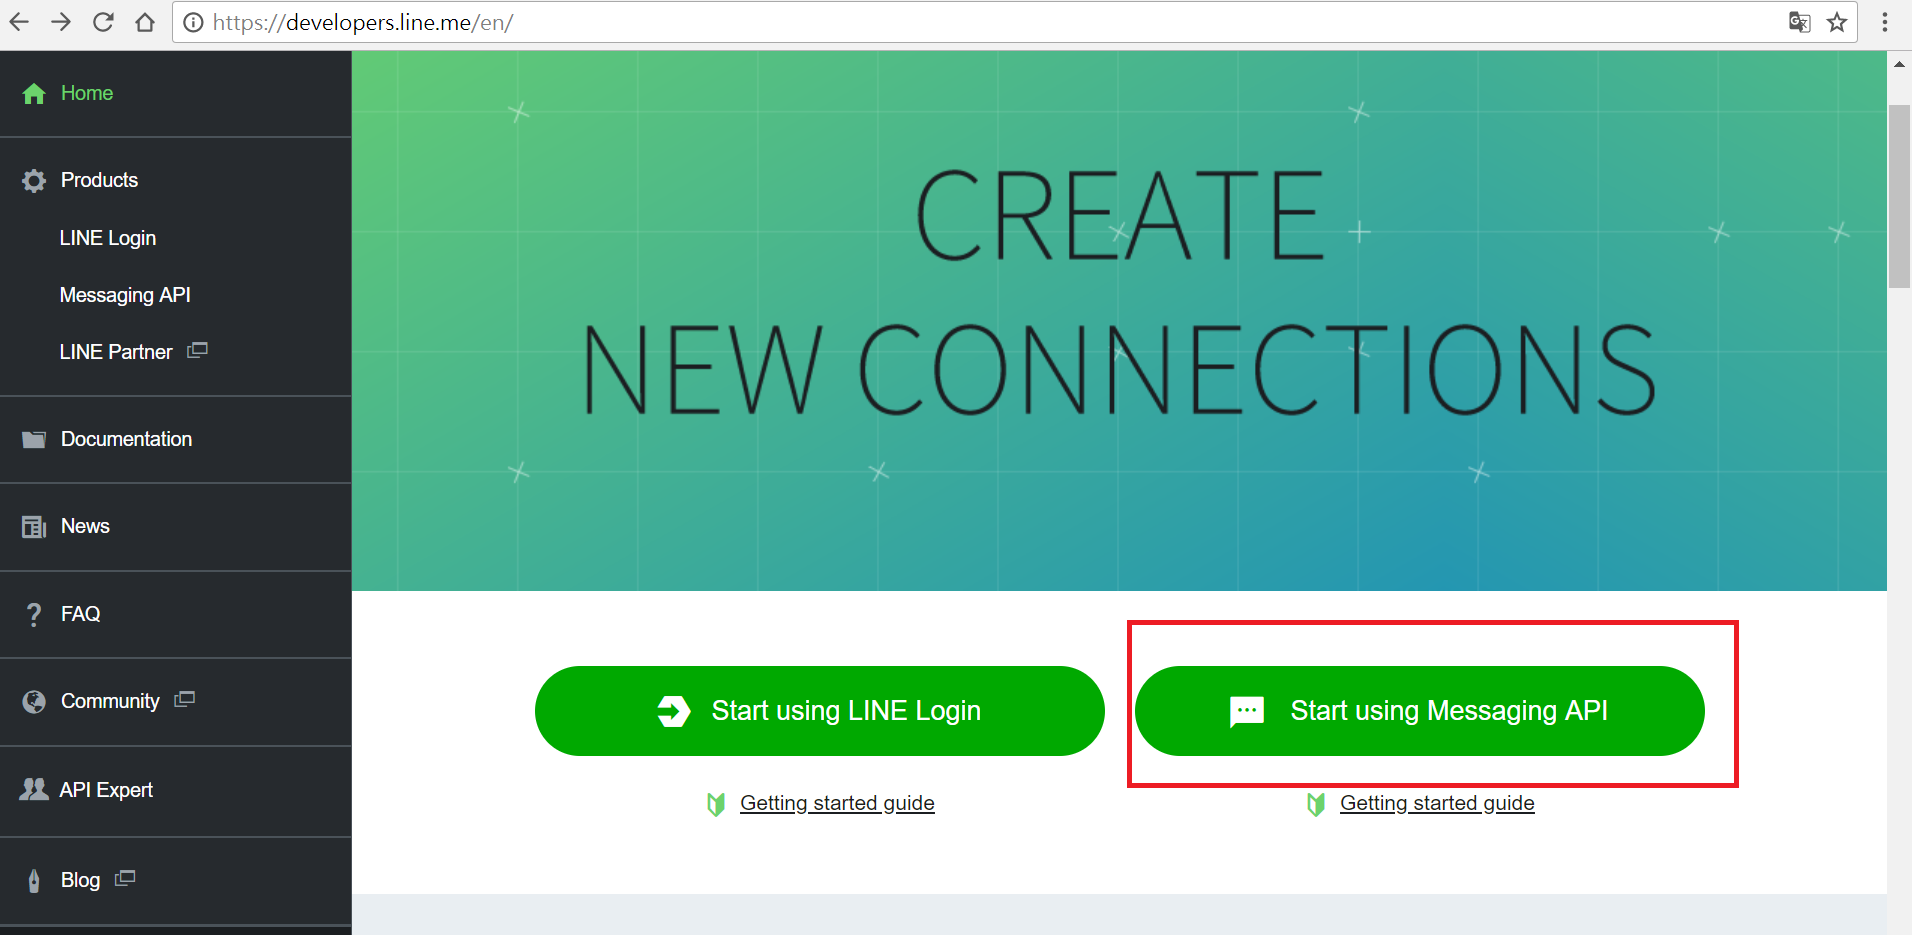 https://developers.line.me/en/
Home
Products
LINE Login
Messaging API
LINE Partner
Documentation
News
FAQ
Community
API Expert
Blog
CREATE
NEW CONNECTIONS
Start using LINE Login
Start using Messaging API
Getting started guide
Getting started guide